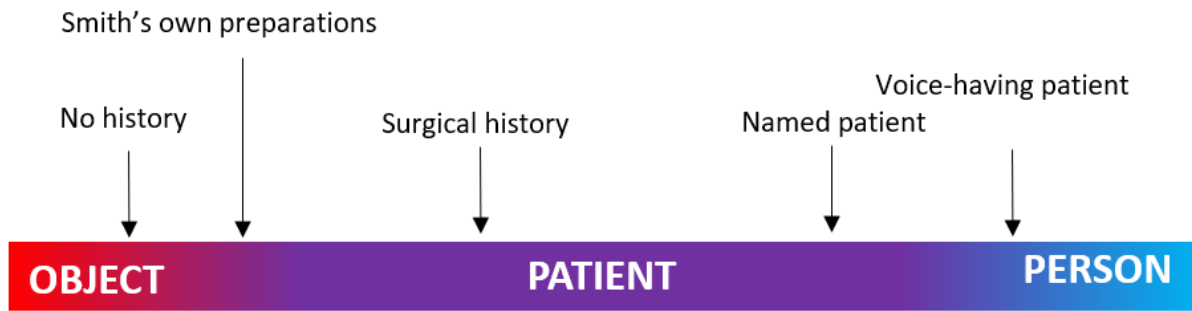 Smith’s own preparations
Voice-having patient
No history
Surgical history
Named patient
OBJECT
PATIENT
PERSON